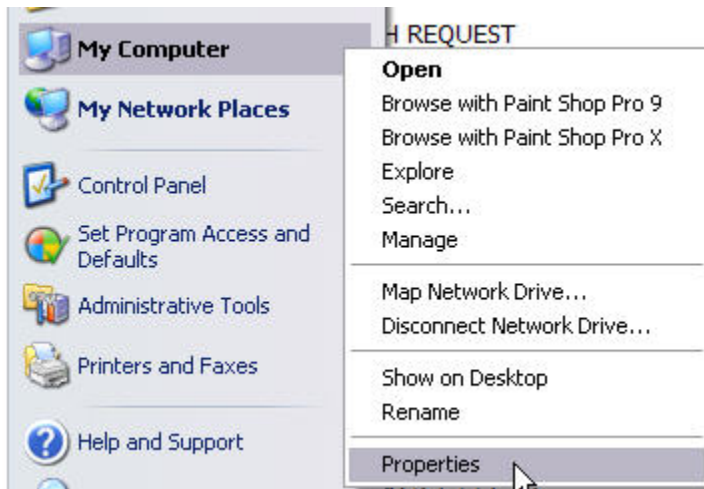 My Computer
My Network Places
Control Panel
Set Program Access and
Defaults
Administrative Tools
Printers and Faxes
Help and Support
H REQUEST
Open
Browse with Paint Shop Pro 9
Browse with Paint Shop Pro X
Explore
Search...
Manage
Map Network Drive...
Disconnect Network Drive...
Show on Desktop
Rename
Properties